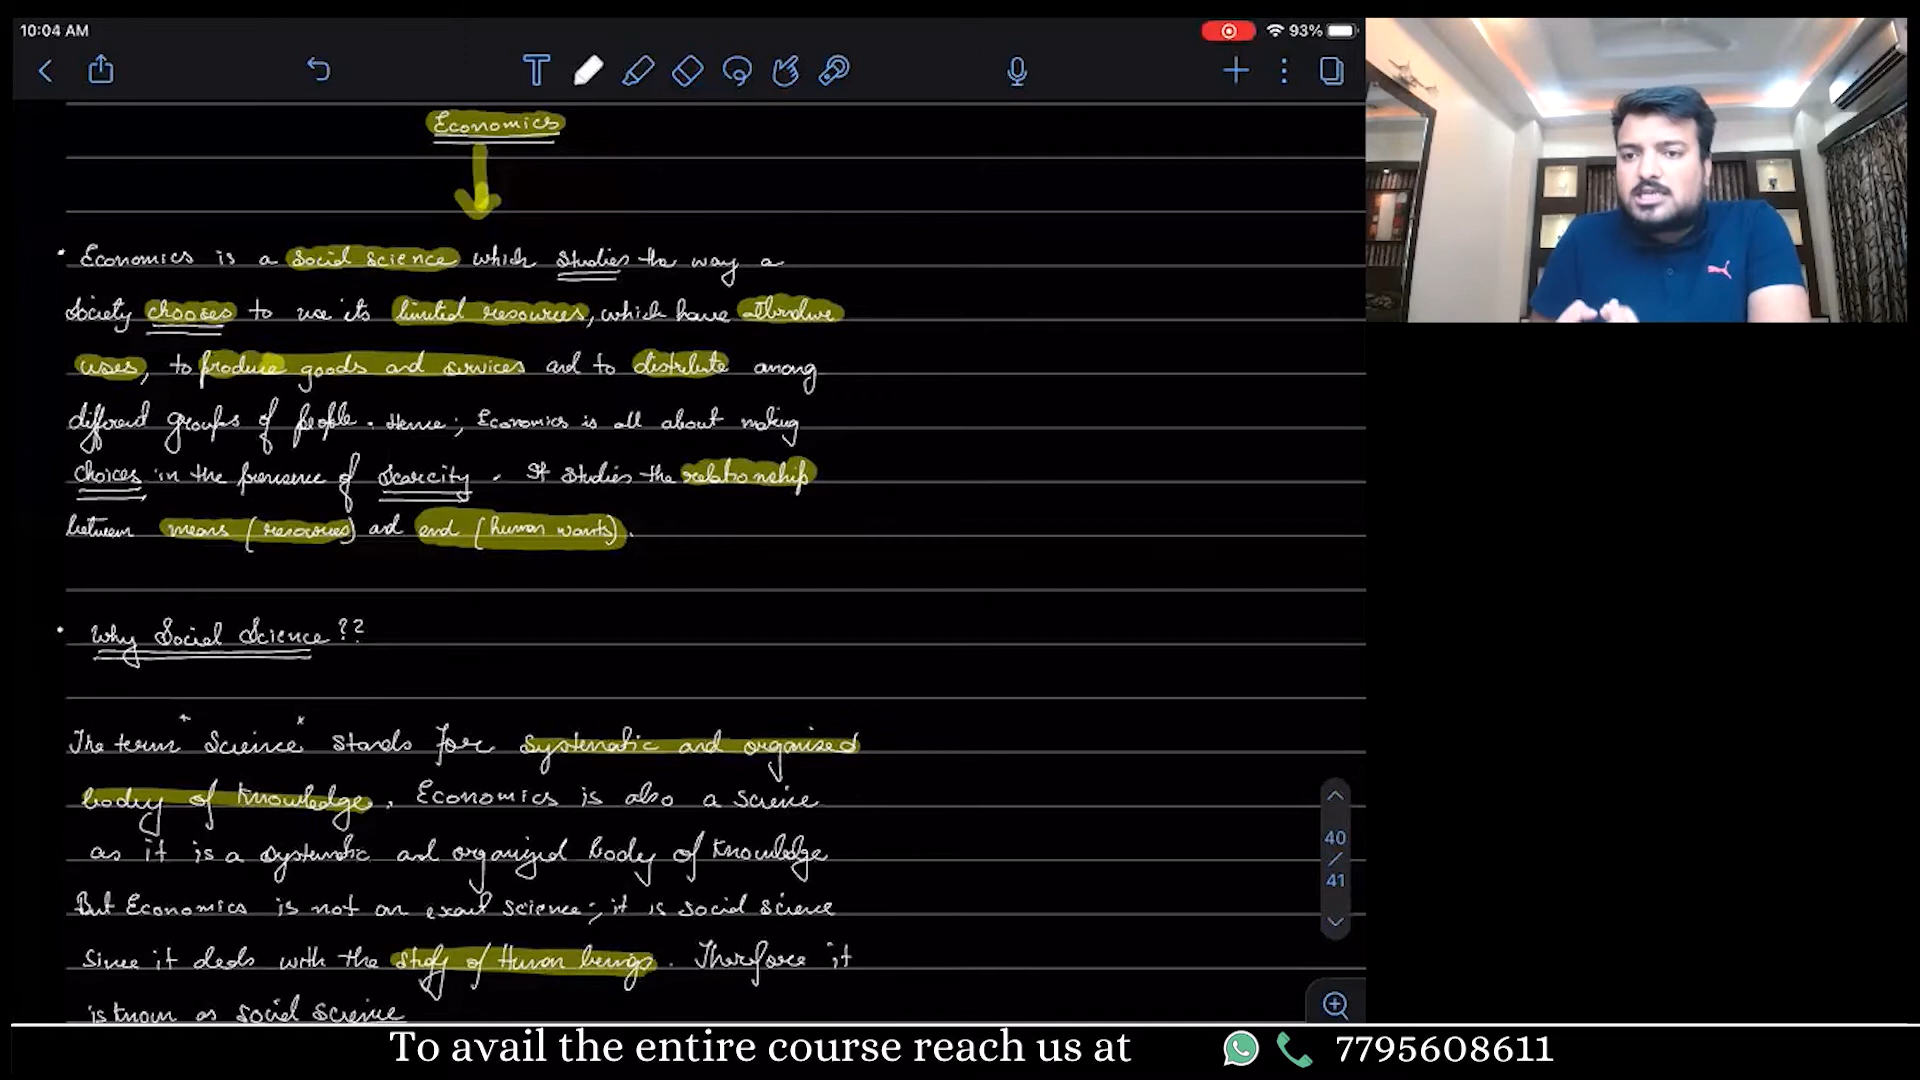 10:04 AM
93%
Economics
• Economics is a social science which studies the way a
society chooses to use its limited resources, which have
uses, to produce goods and services and to distribute among
different groups of people. Hence; Economics is all about making
choices in the presence of scarcity. It studies the relationship
between means (resources) and end (human wants).
• Why Social Science??
The term "Science" stands for systematic and organised
body of knowledge. Economics is also a science
as it is a systematic and organized body of knowledge
But Economics is not an exact science; it is social science
Since it deals with the study of Human beings. Therefore it
is known as social science
40
/
41
To avail the entire course reach us at 7795608611